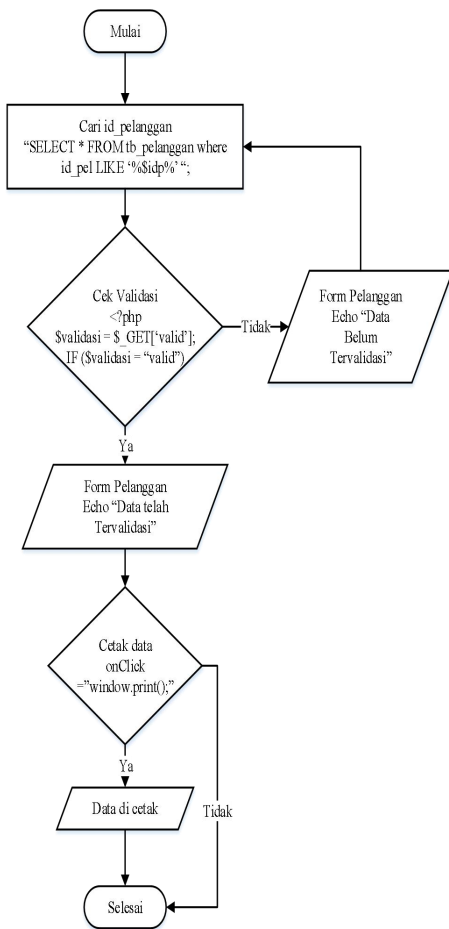 Mulai
Cari id_pelanggan
“SELECT * FROM tb_pelanggan where
id_pel LIKE ‘%$idp%’ “;
Cek Validasi
<?php
$validasi = $_GET[‘valid’];
IF ($validasi = “valid”)
Tidak
Form Pelanggan
Echo “Data
Belum
Tervalidasi”
Ya
Form Pelanggan
Echo “Data telah
Tervalidasi”
Cetak data
onClick
=”window.print();”
Ya
Tidak
Data di cetak
Selesai